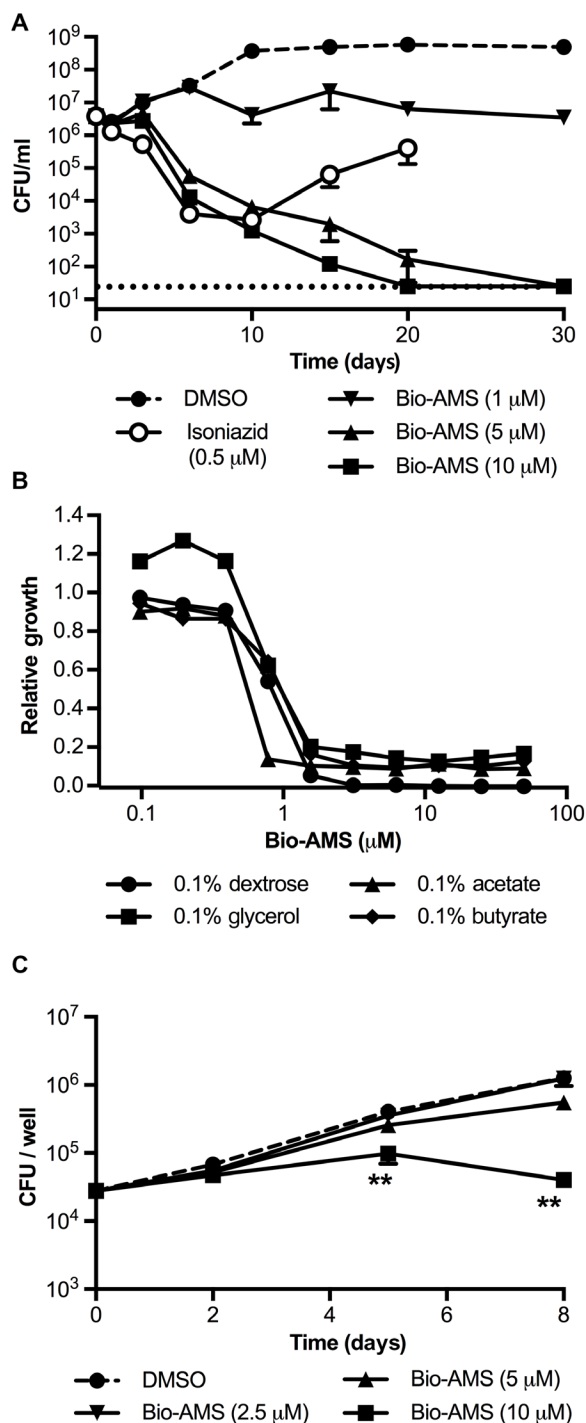 A
10⁹
10⁸
10⁷
10⁶
10⁵
10⁴
10³
10²
10¹
CFU/ml
0 10 20 30
Time (days)
DMSO
Isoniazid
(0.5 μM)
Bio-AMS (1 μM)
Bio-AMS (5 μM)
Bio-AMS (10 μM)
B
1.4
1.2
1.0
0.8
0.6
0.4
0.2
0.0
Relative growth
0.1 1 10 100
Bio-AMS (μM)
0.1% dextrose
0.1% glycerol
0.1% acetate
0.1% butyrate
C
10⁷
10⁶
10⁵
10⁴
10³
CFU / well
**
**
0 2 4 6 8
Time (days)
DMSO
Bio-AMS (2.5 μM)
Bio-AMS (5 μM)
Bio-AMS (10 μM)